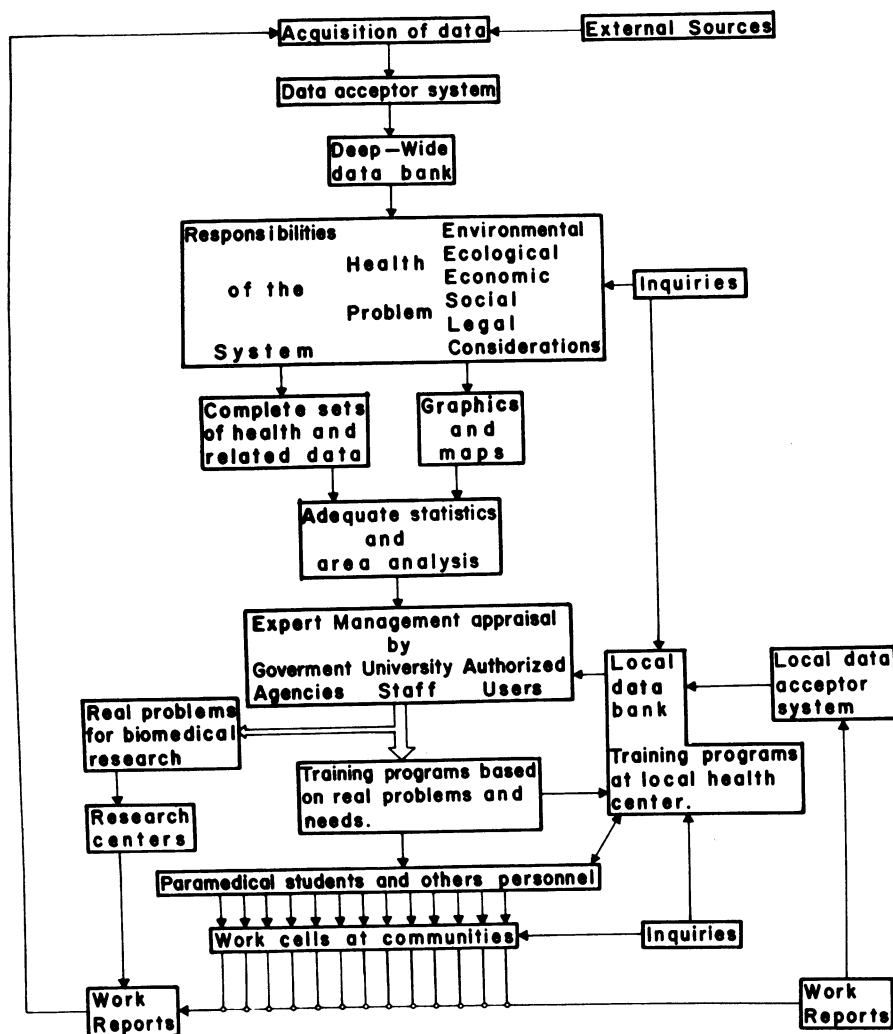 Acquisition of data
External Sources
Data acceptor system
Deep-Wide
data bank
Responsibilities
of the
System
Health
Problem
Environmental
Ecological
Economic
Social
Legal
Considerations
Inquiries
Complete sets
of health and
related data
Graphics
and
maps
Adequate statistics
and
area analysis
Expert Management appraisal
by
Goverment University Authorized
Agencies Staff Users
Local
data
bank
Local data
acceptor
system
Real problems
for biomedical
research
Training programs based
on real problems and
needs.
Training programs
at local health
center.
Research
centers
Paramedical students and others personnel
Work cells at communities
Inquiries
Work
Reports
Work
Reports